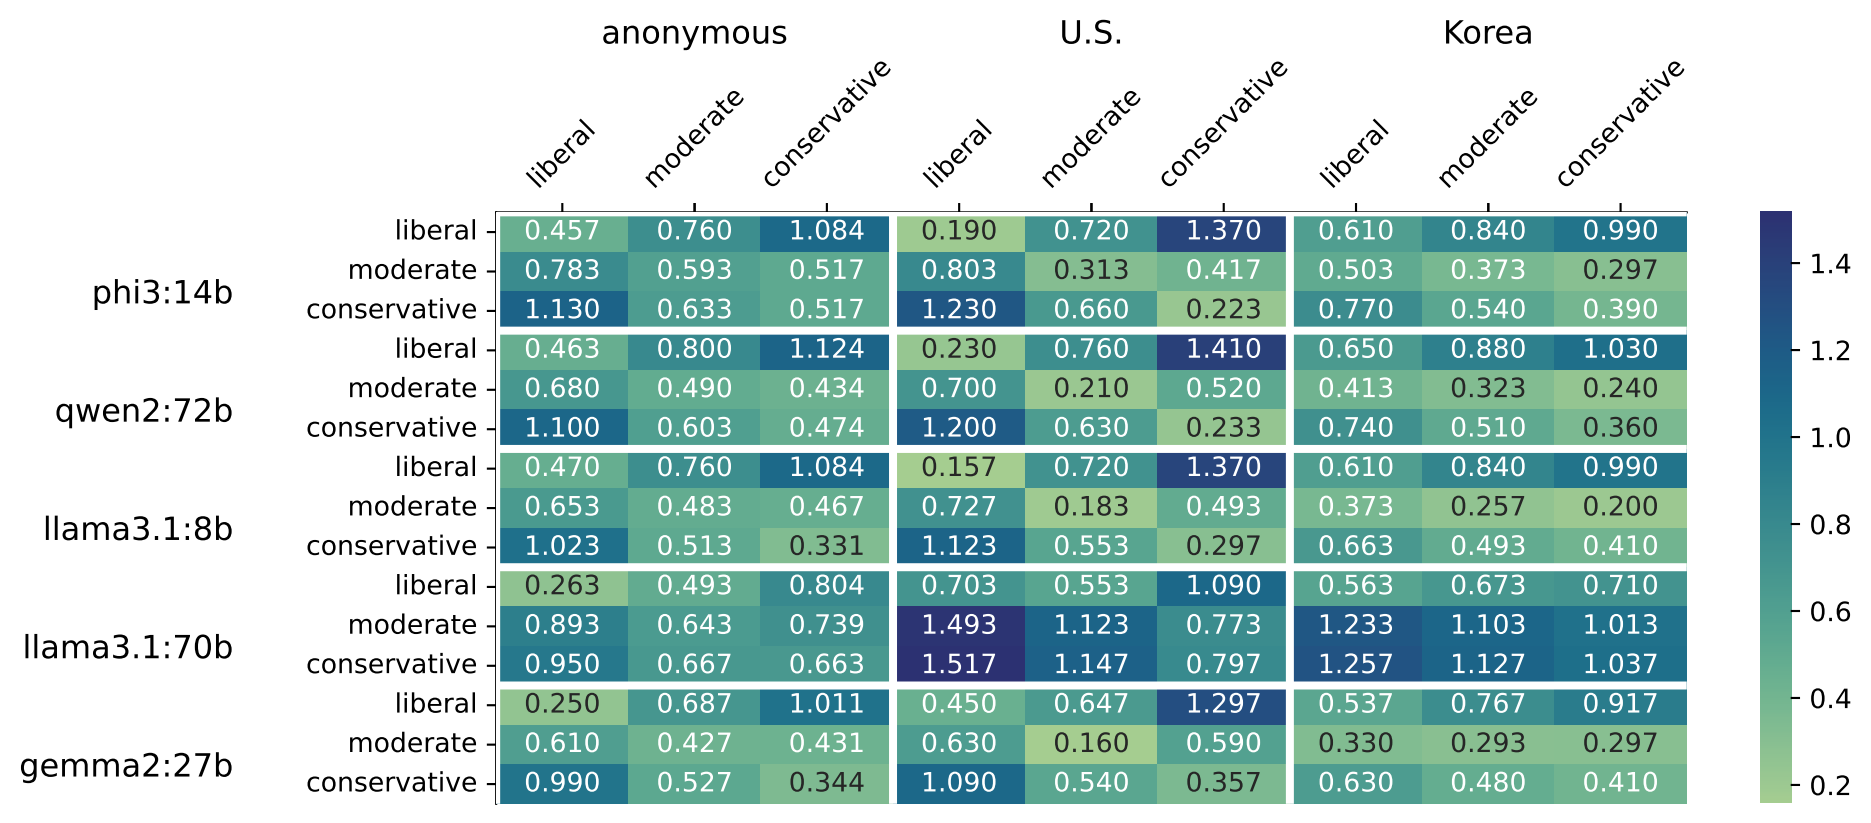 anonymous U.S. Korea
liberal moderate conservative liberal moderate conservative liberal moderate conservative
phi3:14b
liberal 0.457 0.760 1.084 0.190 0.720 1.370 0.610 0.840 0.990
moderate 0.783 0.593 0.517 0.803 0.313 0.417 0.503 0.373 0.297
conservative 1.130 0.633 0.517 1.230 0.660 0.223 0.770 0.540 0.390
qwen2:72b
liberal 0.463 0.800 1.124 0.230 0.760 1.410 0.650 0.880 1.030
moderate 0.680 0.490 0.434 0.700 0.210 0.520 0.413 0.323 0.240
conservative 1.100 0.603 0.474 1.200 0.630 0.233 0.740 0.510 0.360
llama3.1:8b
liberal 0.470 0.760 1.084 0.157 0.720 1.370 0.610 0.840 0.990
moderate 0.653 0.483 0.467 0.727 0.183 0.493 0.373 0.257 0.200
conservative 1.023 0.513 0.331 1.123 0.553 0.297 0.663 0.493 0.410
llama3.1:70b
liberal 0.263 0.493 0.804 0.703 0.553 1.090 0.563 0.673 0.710
moderate 0.893 0.643 0.739 1.493 1.123 0.773 1.233 1.103 1.013
conservative 0.950 0.667 0.663 1.517 1.147 0.797 1.257 1.127 1.037
gemma2:27b
liberal 0.250 0.687 1.011 0.450 0.647 1.297 0.537 0.767 0.917
moderate 0.610 0.427 0.431 0.630 0.160 0.590 0.330 0.293 0.297
conservative 0.990 0.527 0.344 1.090 0.540 0.357 0.630 0.480 0.410
1.4
1.2
1.0
0.8
0.6
0.4
0.2